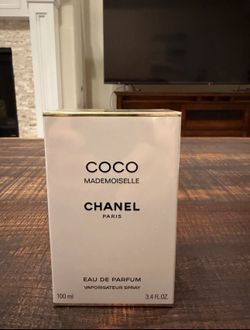 COCO
MADEMOISELLE
CHANEL
PARIS
EAU DE PARFUM
VAPORISATEUR SPRAY
100 ml 3.4 FL. OZ.